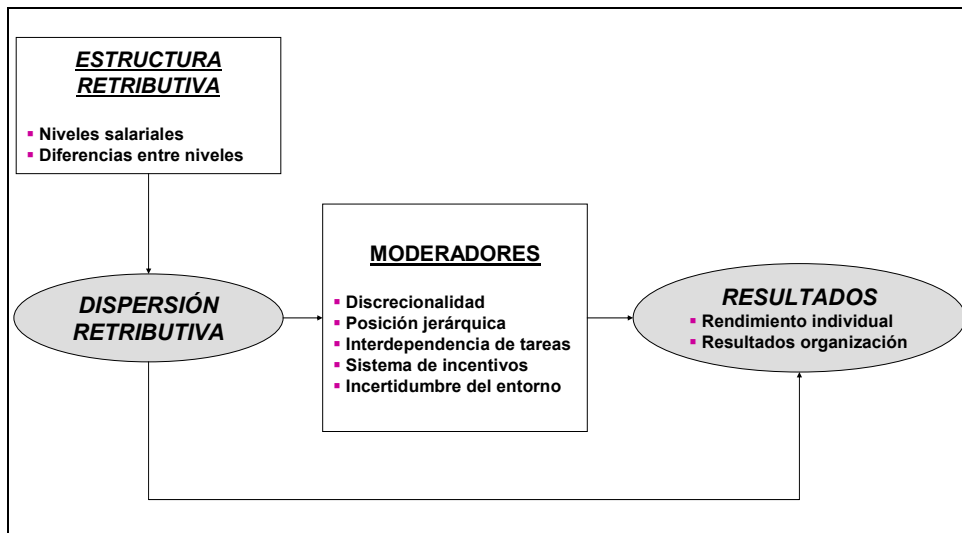 ESTRUCTURA
RETRIBUTIVA
Niveles salariales
Diferencias entre niveles
DISPERSIÓN
RETRIBUTIVA
MODERADORES
Discrecionalidad
Posición jerárquica
Interdependencia de tareas
Sistema de incentivos
Incertidumbre del entorno
RESULTADOS
Rendimiento individual
Resultados organización